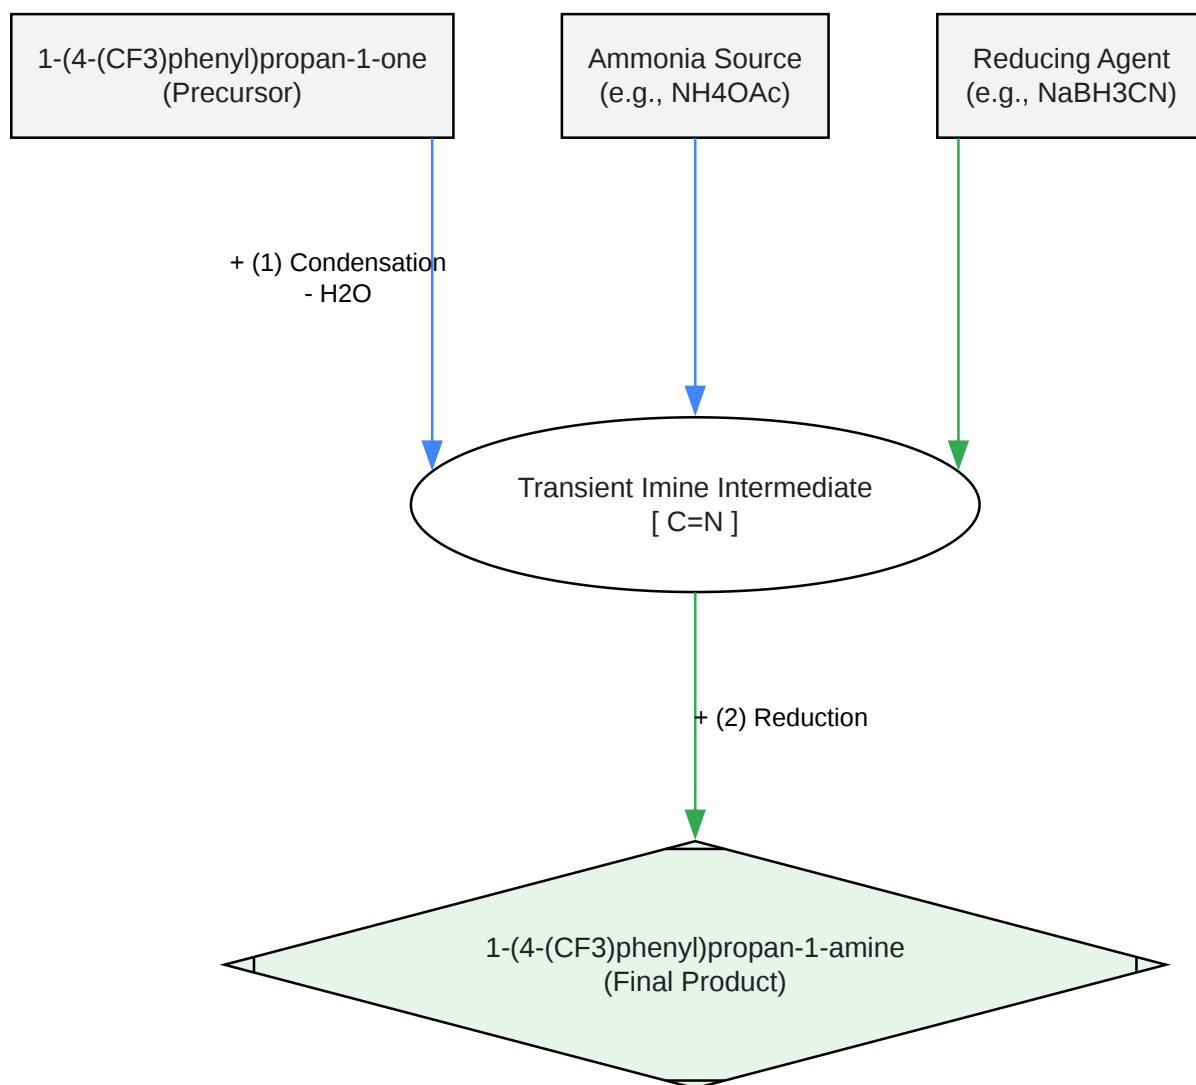 1-(4-(CF3)phenyl)propan-1-one
(Precursor)
Ammonia Source
(e.g., NH4OAc)
Reducing Agent
(e.g., NaBH3CN)
+ (1) Condensation
- H2O
Transient Imine Intermediate
[ C=N ]
+ (2) Reduction
1-(4-(CF3)phenyl)propan-1-amine
(Final Product)